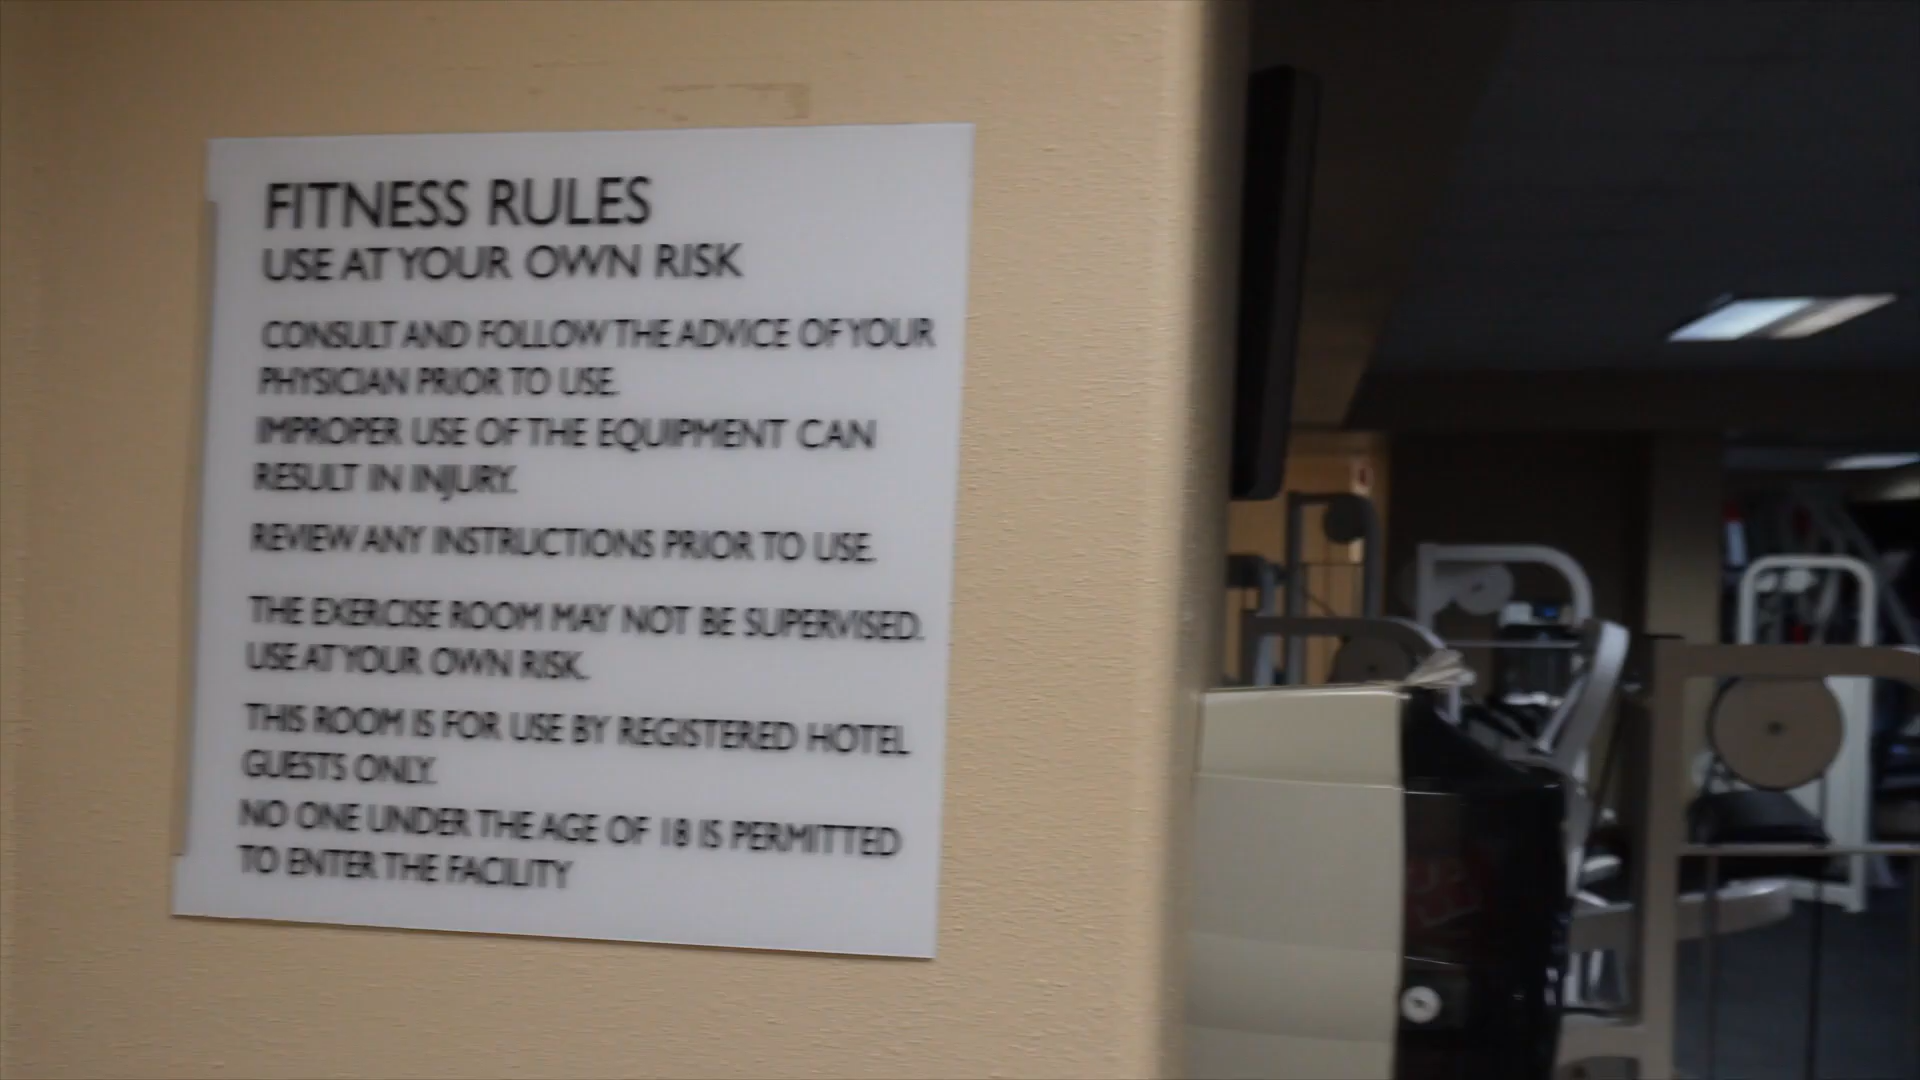 FITNESS RULES
USE AT YOUR OWN RISK
CONSULT AND FOLLOW THE ADVICE OF YOUR
PHYSICIAN PRIOR TO USE.
IMPROPER USE OF THE EQUIPMENT CAN
RESULT IN INJURY.
REVIEW ANY INSTRUCTIONS PRIOR TO USE.
THE EXERCISE ROOM MAY NOT BE SUPERVISED.
USE AT YOUR OWN RISK.
THIS ROOM IS FOR USE BY REGISTERED HOTEL
GUESTS ONLY.
NO ONE UNDER THE AGE OF 18 IS PERMITTED
TO ENTER THE FACILITY